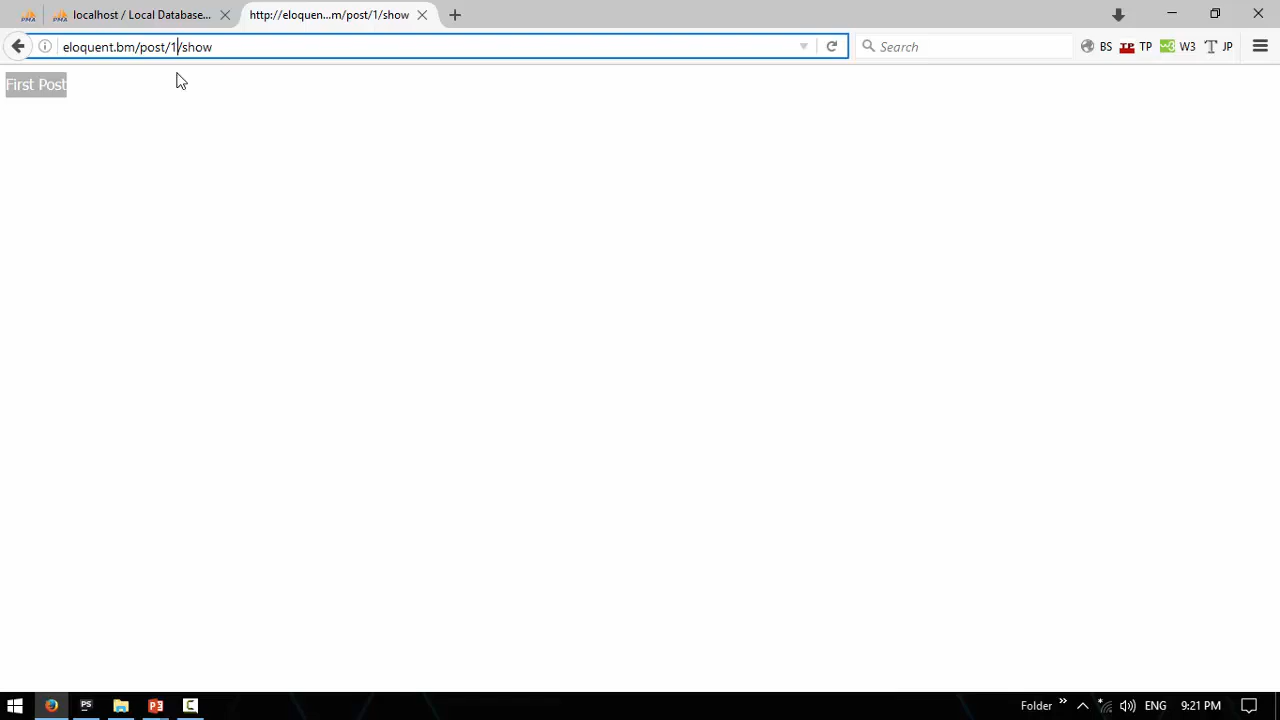 localhost / Local Database...
http://eloquen...m/post/1/show
eloquent.bm/post/1/show
Search
BS
TP
W3
JP
First Post
Folder
ENG
9:21 PM